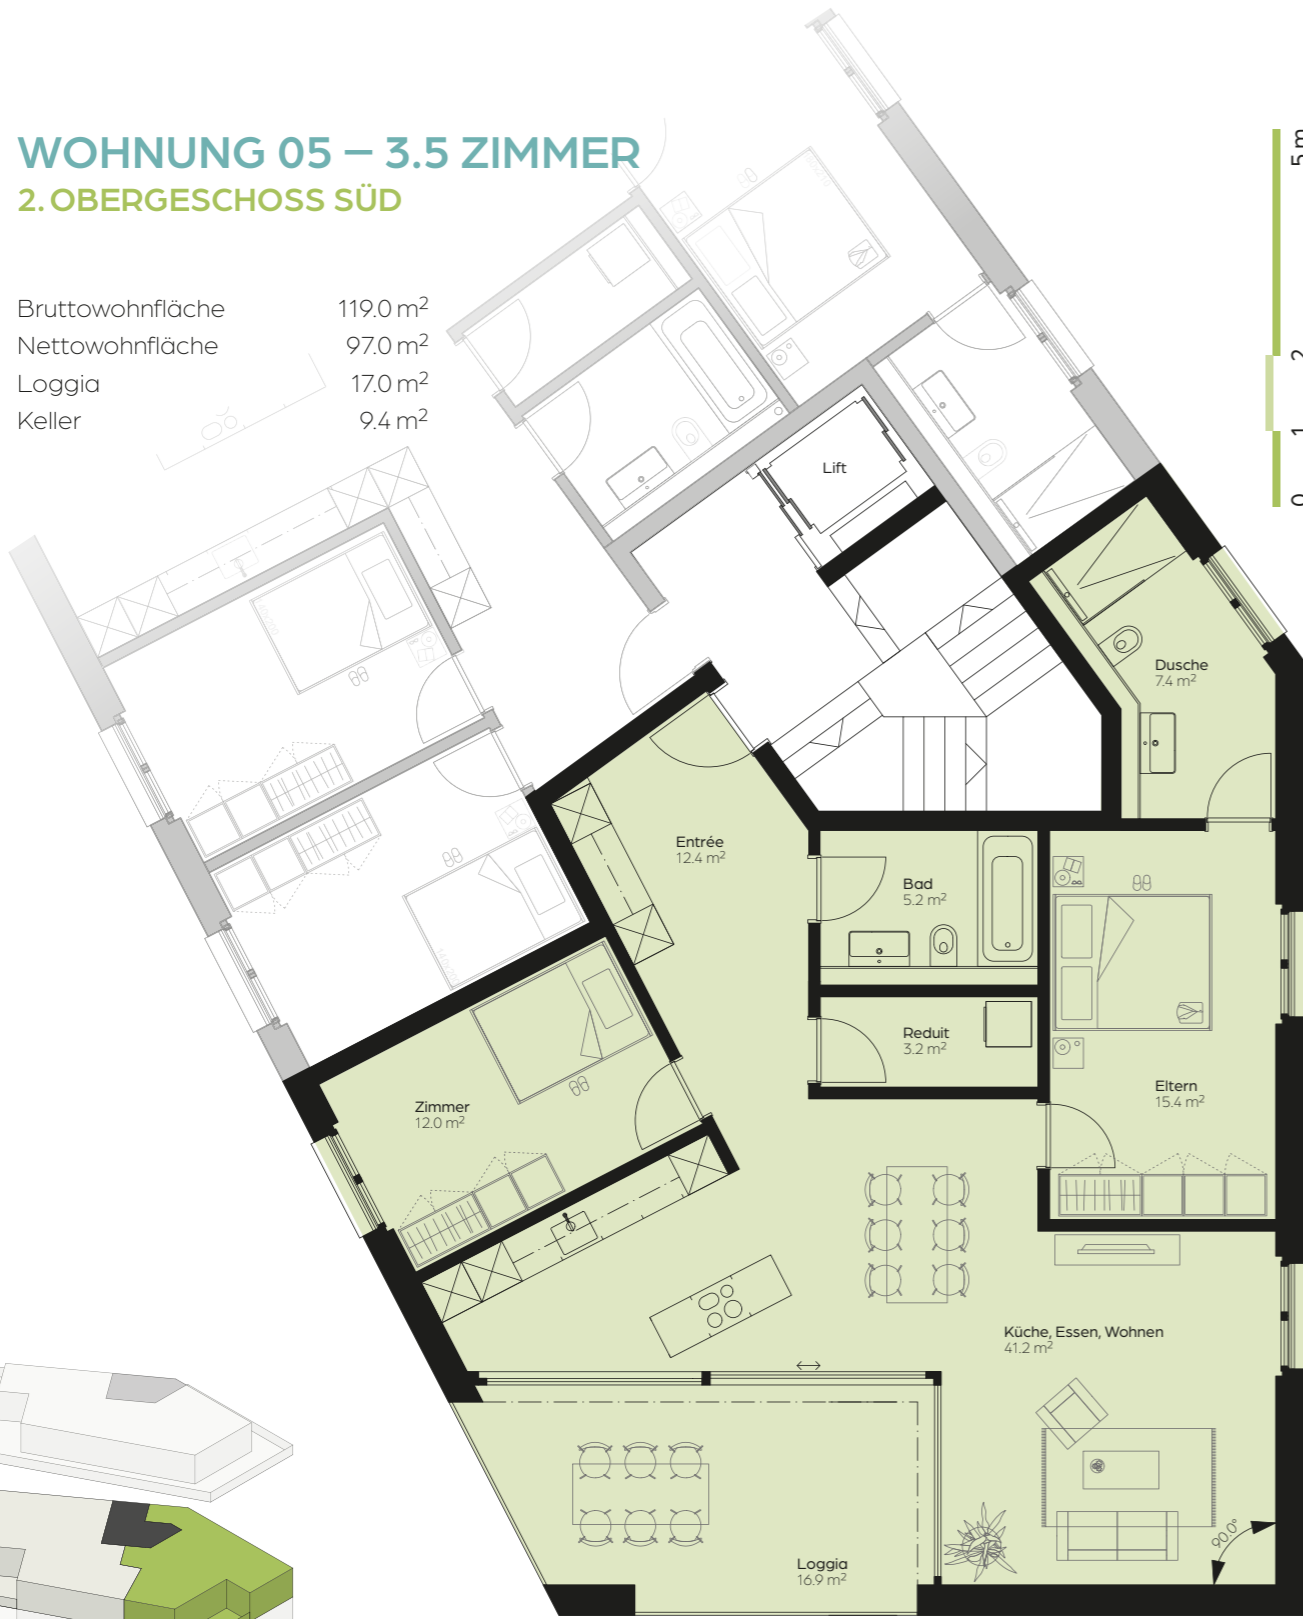 WOHNUNG 05 – 3.5 ZIMMER
2. OBERGESCHOSS SÜD
Bruttowohnfläche 119.0 m²
Nettowohnfläche 97.0 m²
Loggia 17.0 m²
Keller 9.4 m²
5 m
2
1
0
Lift
Dusche
7.4 m²
Entrée
12.4 m²
Bad
5.2 m²
Reduit
3.2 m²
Eltern
15.4 m²
Zimmer
12.0 m²
Küche, Essen, Wohnen
41.2 m²
90.0°
Loggia
16.9 m²